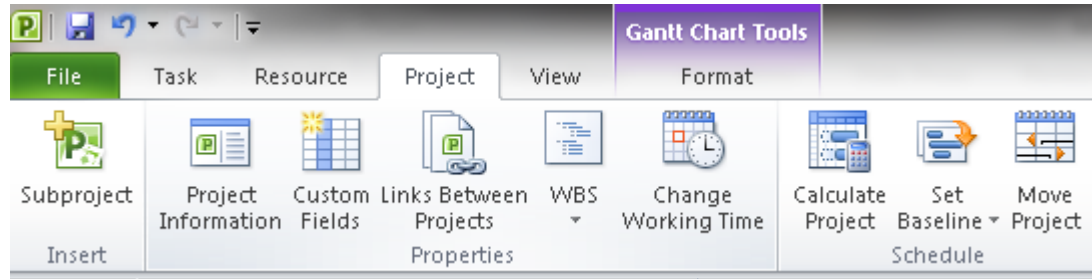 Gantt Chart Tools
File Task Resource Project View Format
Subproject Project Information Custom Fields Links Between Projects WBS Change Working Time Calculate Project Set Baseline Move Project
Insert Properties Schedule